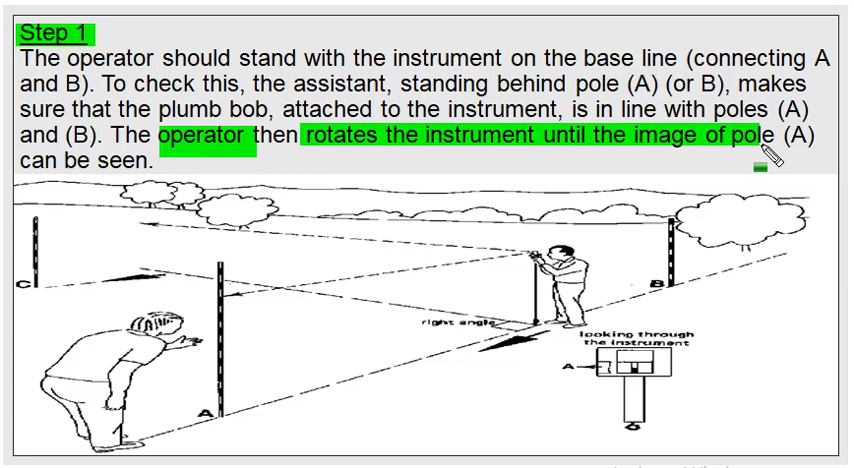 Step 1
The operator should stand with the instrument on the base line (connecting A
and B). To check this, the assistant, standing behind pole (A) (or B), makes
sure that the plumb bob, attached to the instrument, is in line with poles (A)
and (B). The operator then rotates the instrument until the image of pole (A)
can be seen.
C
B
right angle
looking through
the instrument
A
A